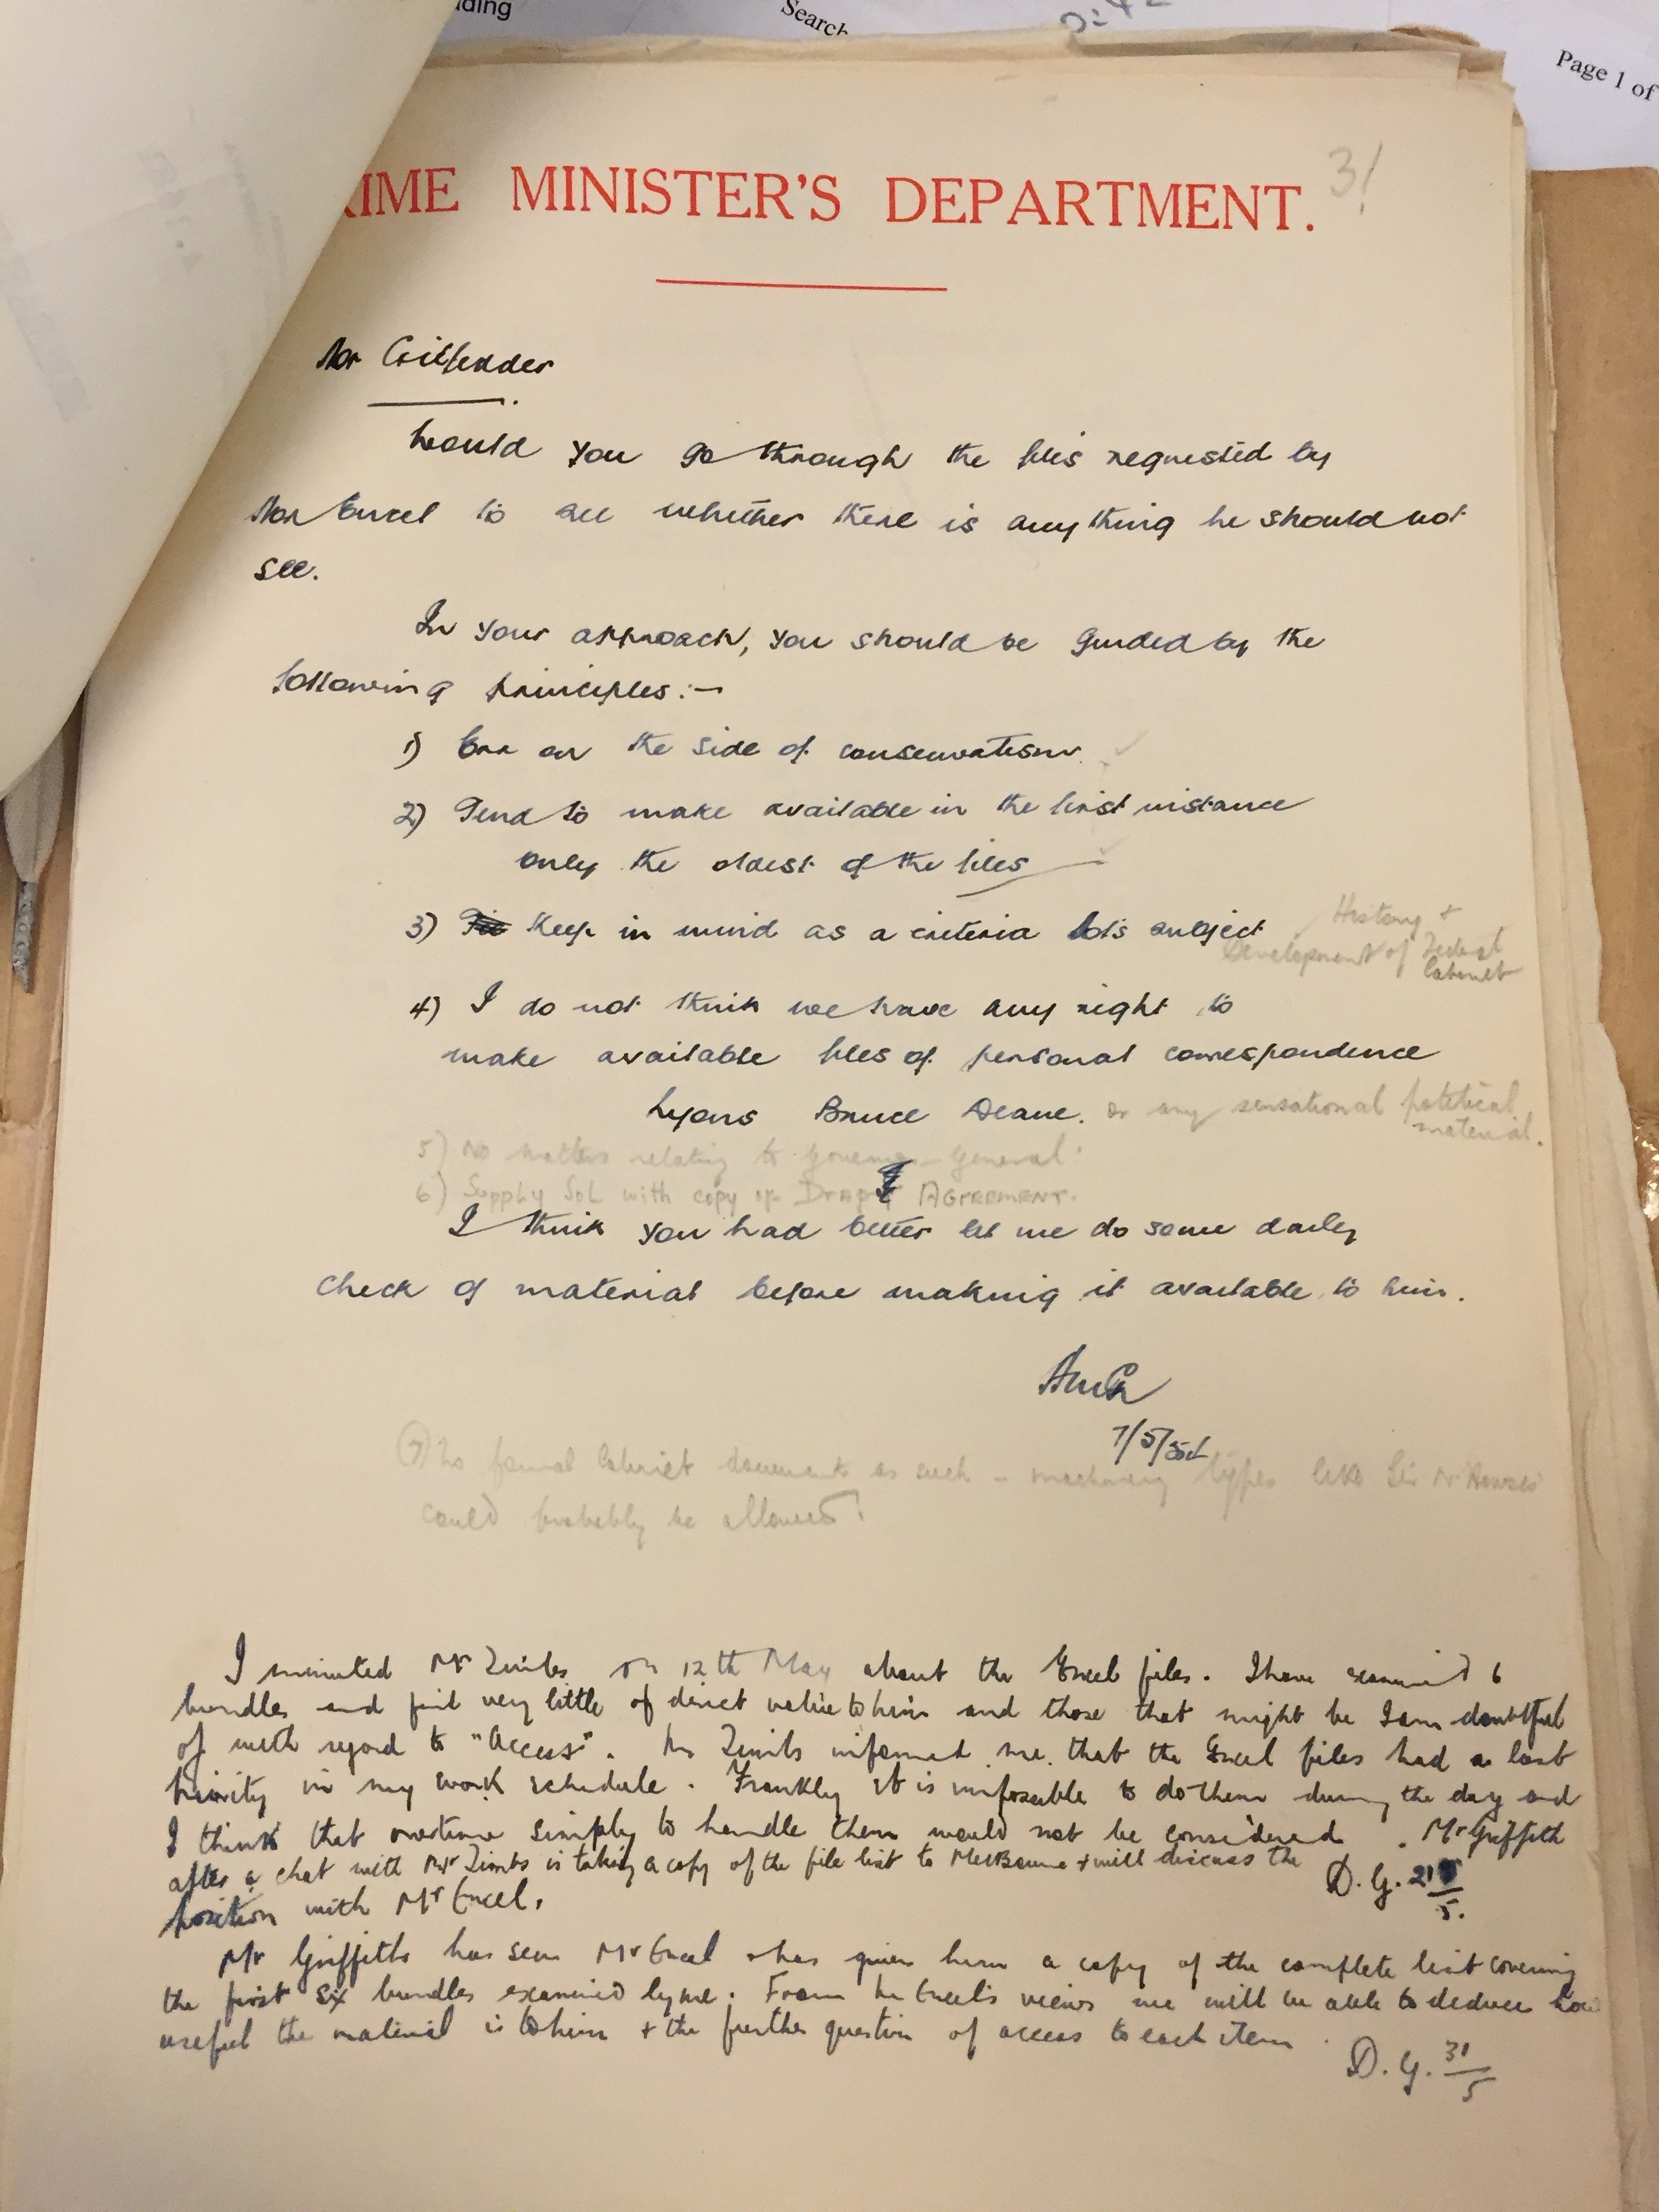 ding
Search
Page 1 of
31
IME MINISTER'S DEPARTMENT.
Mr
Would you go through the files requested by
Mr Encel to see whether there is anything he should not
see.
In your approach, you should be guided by the
following principles:-
1) Err on the side of conservatism.
2) Tend to make available in the first instance
only the oldest of the files
3) Keep in mind as a criteria his subject
History +
Development of Federal
Cabinet
4) I do not think we have any right to
make available files of personal correspondence
Lyons Bruce Deane. or any sensational political
material.
5) No matters relating to Governor-General
6) Supply Sol with copy of DRAFT AGREEMENT.
I think you had better let me do some daily
check of material before making it available to him.
7/5/54
7) No formal Cabinet documents as such - machinery types like Sir
could probably be allowed.
I minuted Mr Zimbs on 12th May about the Encel files. I have examined 6
bundles and find very little of direct value to him and those that might be I am doubtful
of with regard to "Access". Mr Zimbs informed me that the Encel files had a last
priority in my work schedule. Frankly it is impossible to do them during the day and
I think that overtime simply to handle them would not be considered. Mr Griffith
after a chat with Mr Zimbs is taking a copy of the file list to Melbourne + will discuss the
position with Mr Encel.
D.G. 21/5.
Mr Griffiths has seen Mr Encel + has given him a copy of the complete list covering
the first six bundles examined by me. From Mr Encel's views we will be able to deduce how
useful the material is to him + the further question of access to each item.
D.G. 31/5